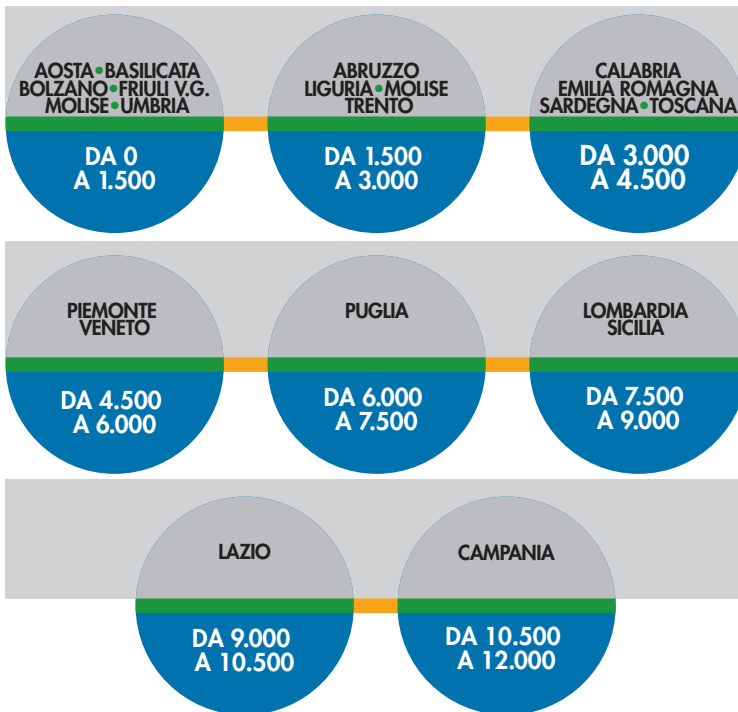 AOSTA•BASILICATA
BOLZANO•FRIULI V.G.
MOLISE•UMBRIA
DA 0
A 1.500
ABRUZZO
LIGURIA•MOLISE
TRENTO
DA 1.500
A 3.000
CALABRIA
EMILIA ROMAGNA
SARDEGNA•TOSCANA
DA 3.000
A 4.500
PIEMONTE
VENETO
DA 4.500
A 6.000
PUGLIA
DA 6.000
A 7.500
LOMBARDIA
SICILIA
DA 7.500
A 9.000
LAZIO
DA 9.000
A 10.500
CAMPANIA
DA 10.500
A 12.000